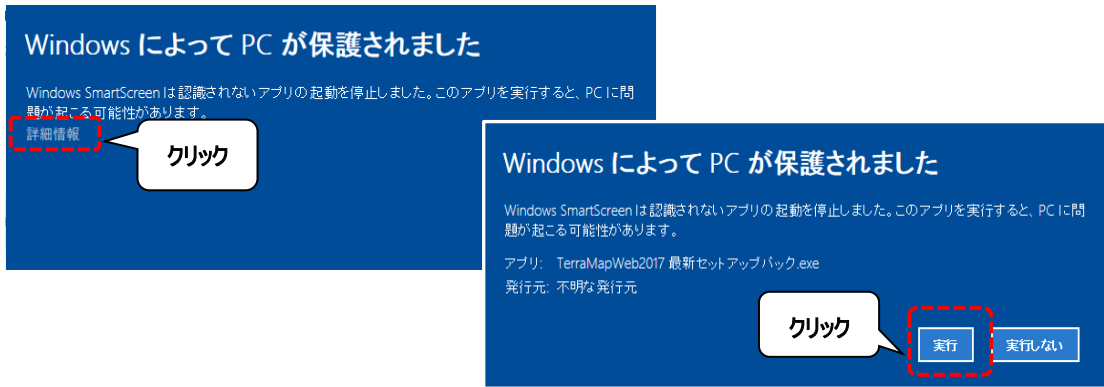 Windows によって PC が保護されました
Windows SmartScreen は認識されないアプリの起動を停止しました。このアプリを実行すると、PC に問
題が起こる可能性があります。
詳細情報
クリック
Windows によって PC が保護されました
Windows SmartScreen は認識されないアプリの起動を停止しました。このアプリを実行すると、PC に問
題が起こる可能性があります。
アプリ: TerraMapWeb2017 最新セットアップパック.exe
発行元: 不明な発行元
クリック
実行 実行しない